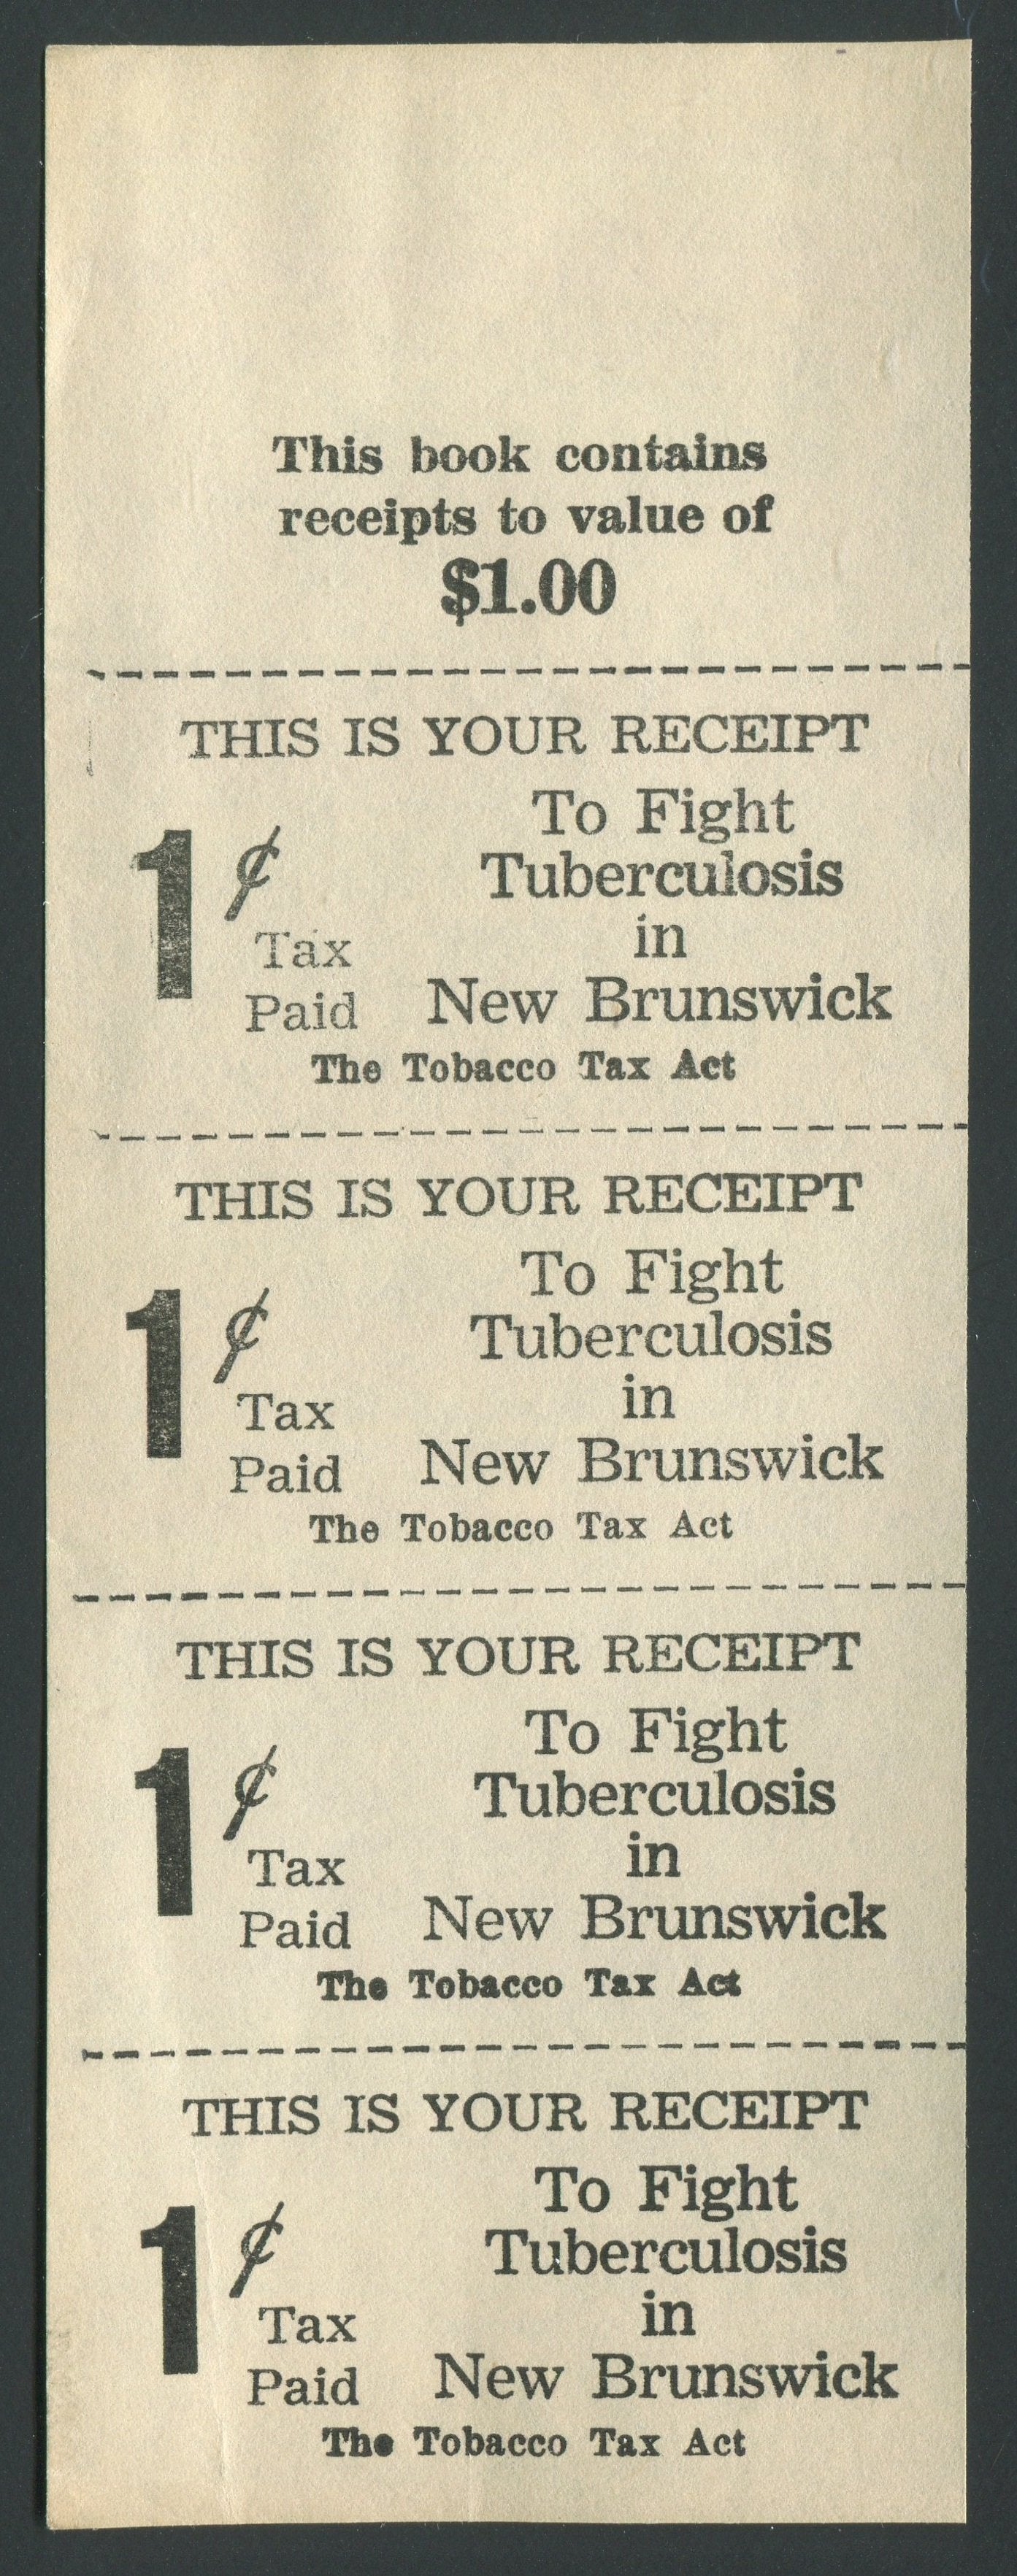 This book contains
receipts to value of
$1.00
THIS IS YOUR RECEIPT
To Fight
Tuberculosis
in
New Brunswick
1¢
Tax
Paid
The Tobacco Tax Act
THIS IS YOUR RECEIPT
To Fight
Tuberculosis
in
New Brunswick
1¢
Tax
Paid
The Tobacco Tax Act
THIS IS YOUR RECEIPT
To Fight
Tuberculosis
in
New Brunswick
1¢
Tax
Paid
The Tobacco Tax Act
THIS IS YOUR RECEIPT
To Fight
Tuberculosis
in
New Brunswick
1¢
Tax
Paid
The Tobacco Tax Act